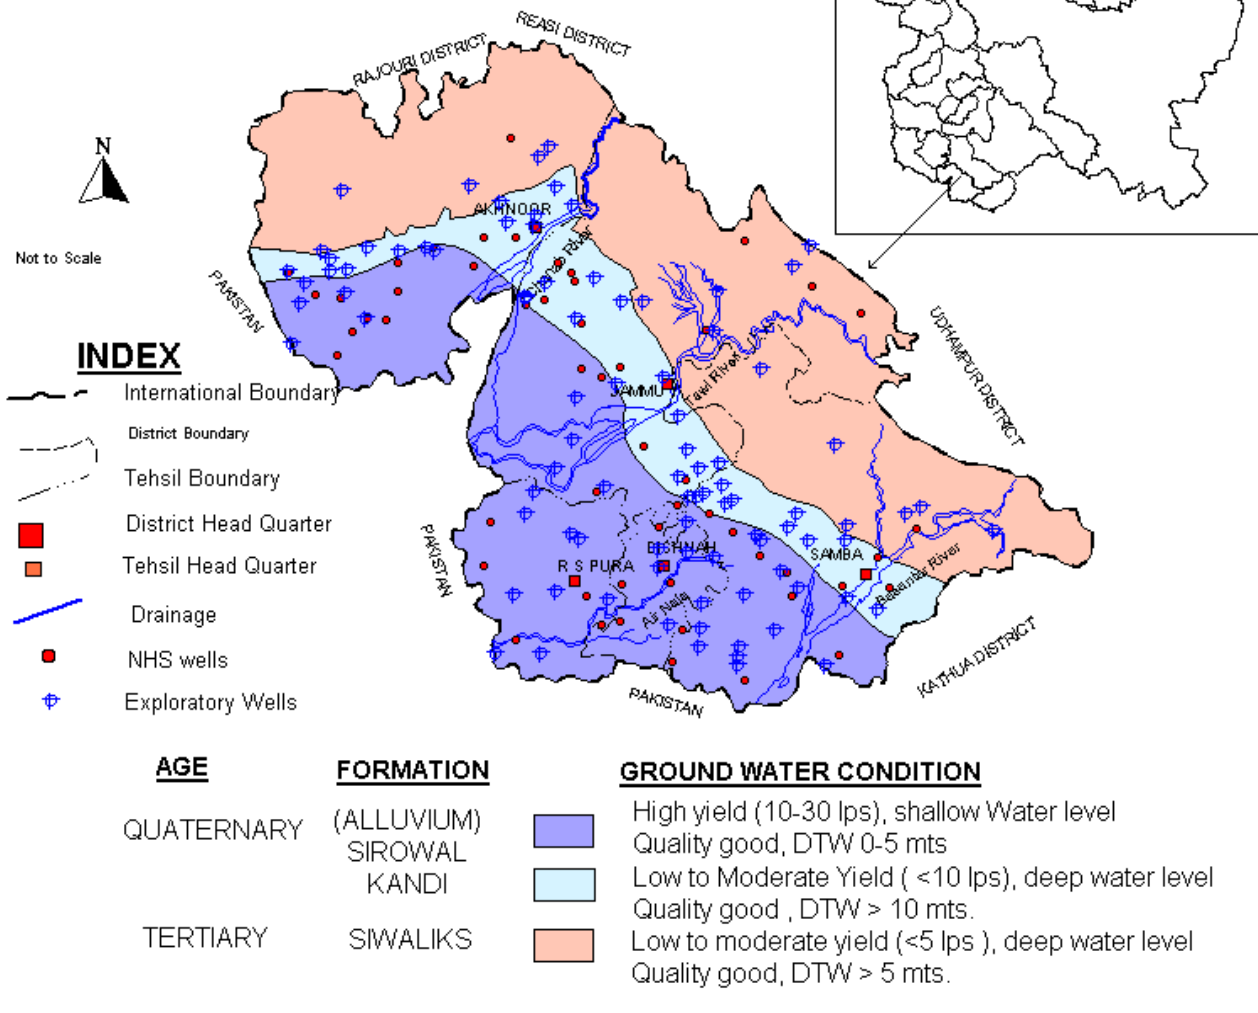 REASI DISTRICT
RAJOURI DISTRICT
N
AKHNOOR
Not to Scale
Chenab River
PAKISTAN
UDHAMPUR DISTRICT
INDEX
International Boundary
JAMMU
Tawi River
District Boundary
Tehsil Boundary
PAKISTAN
District Head Quarter
BISHNAH
SAMBA
Tehsil Head Quarter
R S PURA
Basantar River
Drainage
Aik Nala
NHS wells
KATHUA DISTRICT
Exploratory Wells
PAKISTAN
AGE
FORMATION
GROUND WATER CONDITION
QUATERNARY
(ALLUVIUM)
SIROWAL
KANDI
High yield (10-30 lps), shallow Water level
Quality good, DTW 0-5 mts
Low to Moderate Yield ( <10 lps), deep water level
Quality good , DTW > 10 mts.
TERTIARY
SIWALIKS
Low to moderate yield (<5 lps ), deep water level
Quality good, DTW > 5 mts.